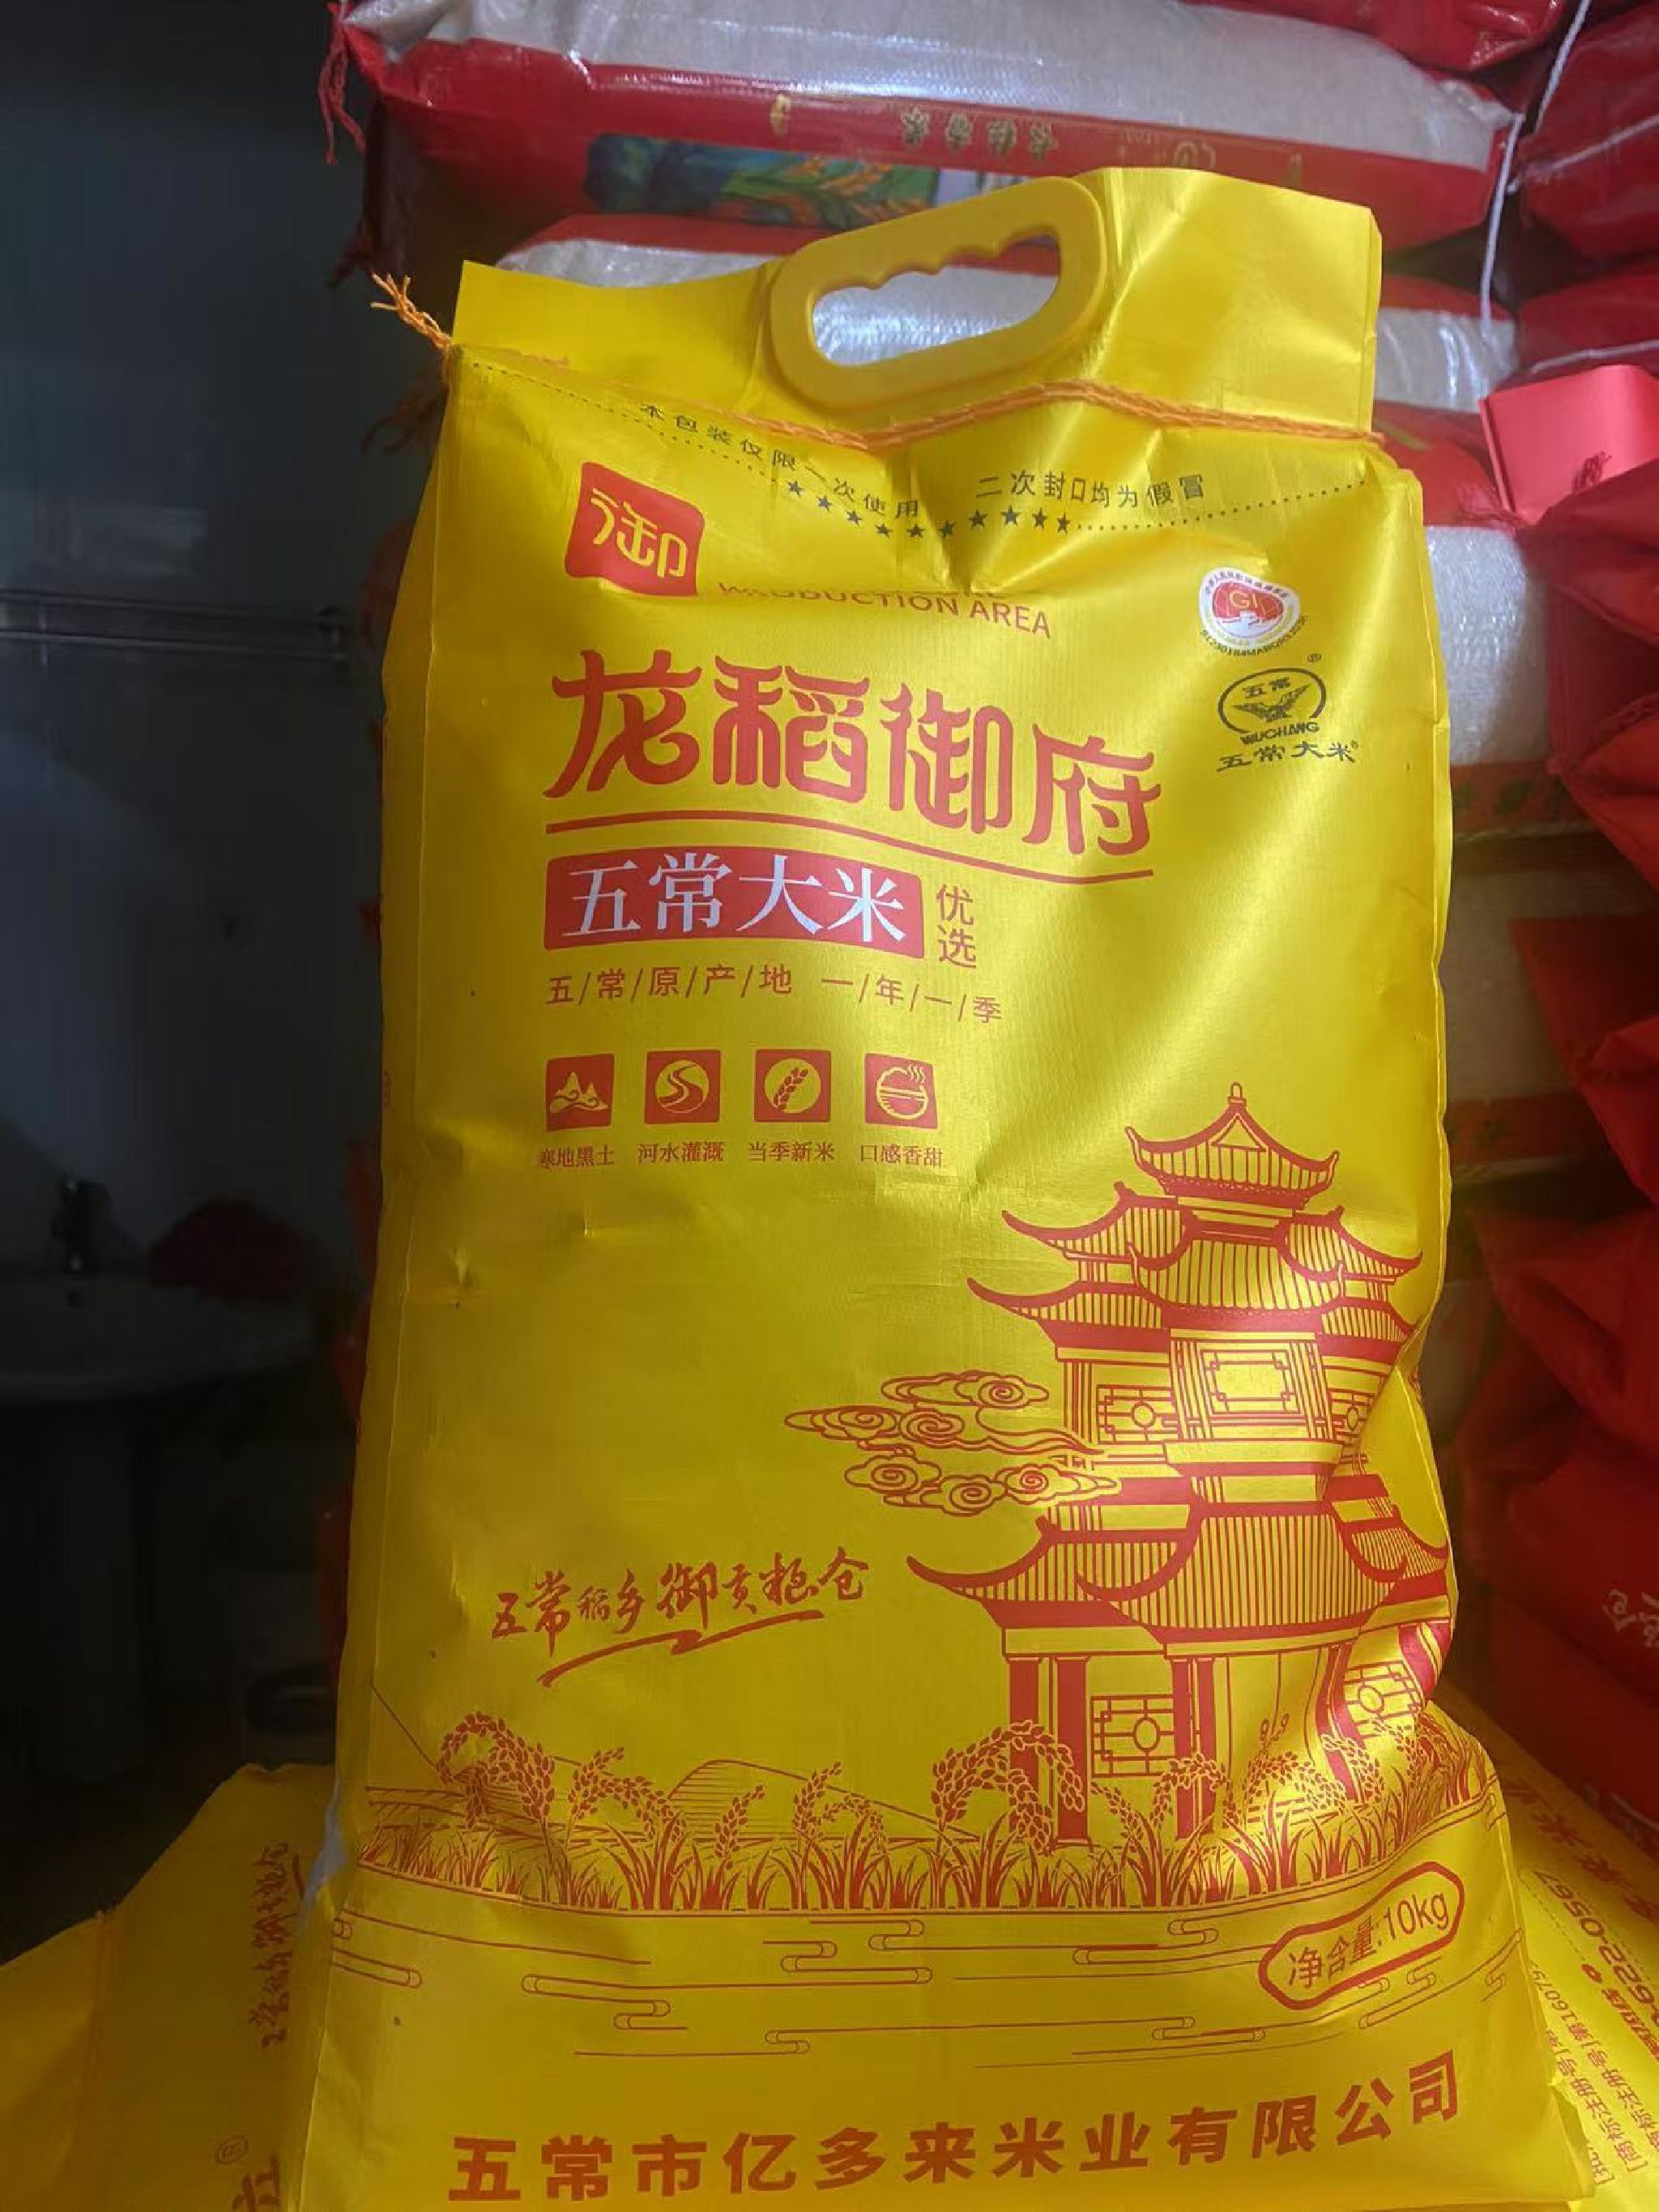 本包装仅限一次使用 二次封口均为假冒
御
PRODUCTION AREA
GI
龙稻御府
五常
WUCHANG
五常大米
五常大米 优选
五/常/原/产/地 一/年/一/季
寒地黑土 河水灌溉 当季新米 口感香甜
五常稻乡御贡粮仓
净含量:10kg
五常市亿多来米业有限公司